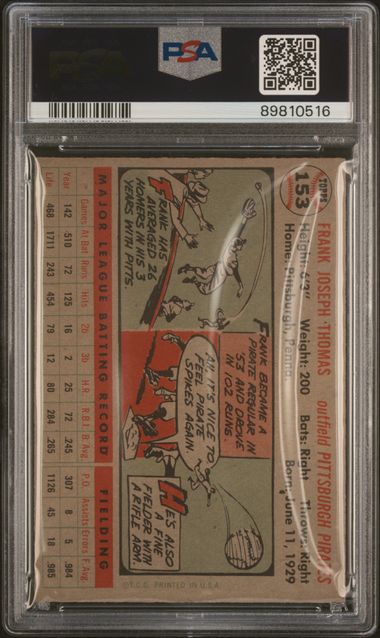 PSA
89810516
TOPPS
153
FRANK JOSEPH THOMAS outfield PITTSBURGH PIRATES
Height: 6'3" Weight: 200 Bats: Right Throws: Right
Home: Pittsburgh, Penna. Born: June 11, 1929
FRANK HAS
AVERAGED 26
HOMERS IN HIS 3
YEARS WITH PITTS.
FRANK BECAME A
PIRATE REGULAR IN
'53 AND DROVE
IN 102 RUNS.
AH, IT'S NICE TO
FEEL PIRATE
SPIKES AGAIN.
HE'S ALSO
A FINE
FIELDER WITH
A RIFLE ARM.
MAJOR LEAGUE BATTING RECORD FIELDING
Games At Bat Runs Hits 2b 3b H.R. R.B.I. B. Avg. P.O. Assists Errors F. Avg.
Year 142 510 72 125 16 2 25 72 .245 307 8 5 .984
Life 468 1711 243 454 79 12 80 284 .265 1126 45 18 .985
©T.C.G. PRINTED IN U.S.A.